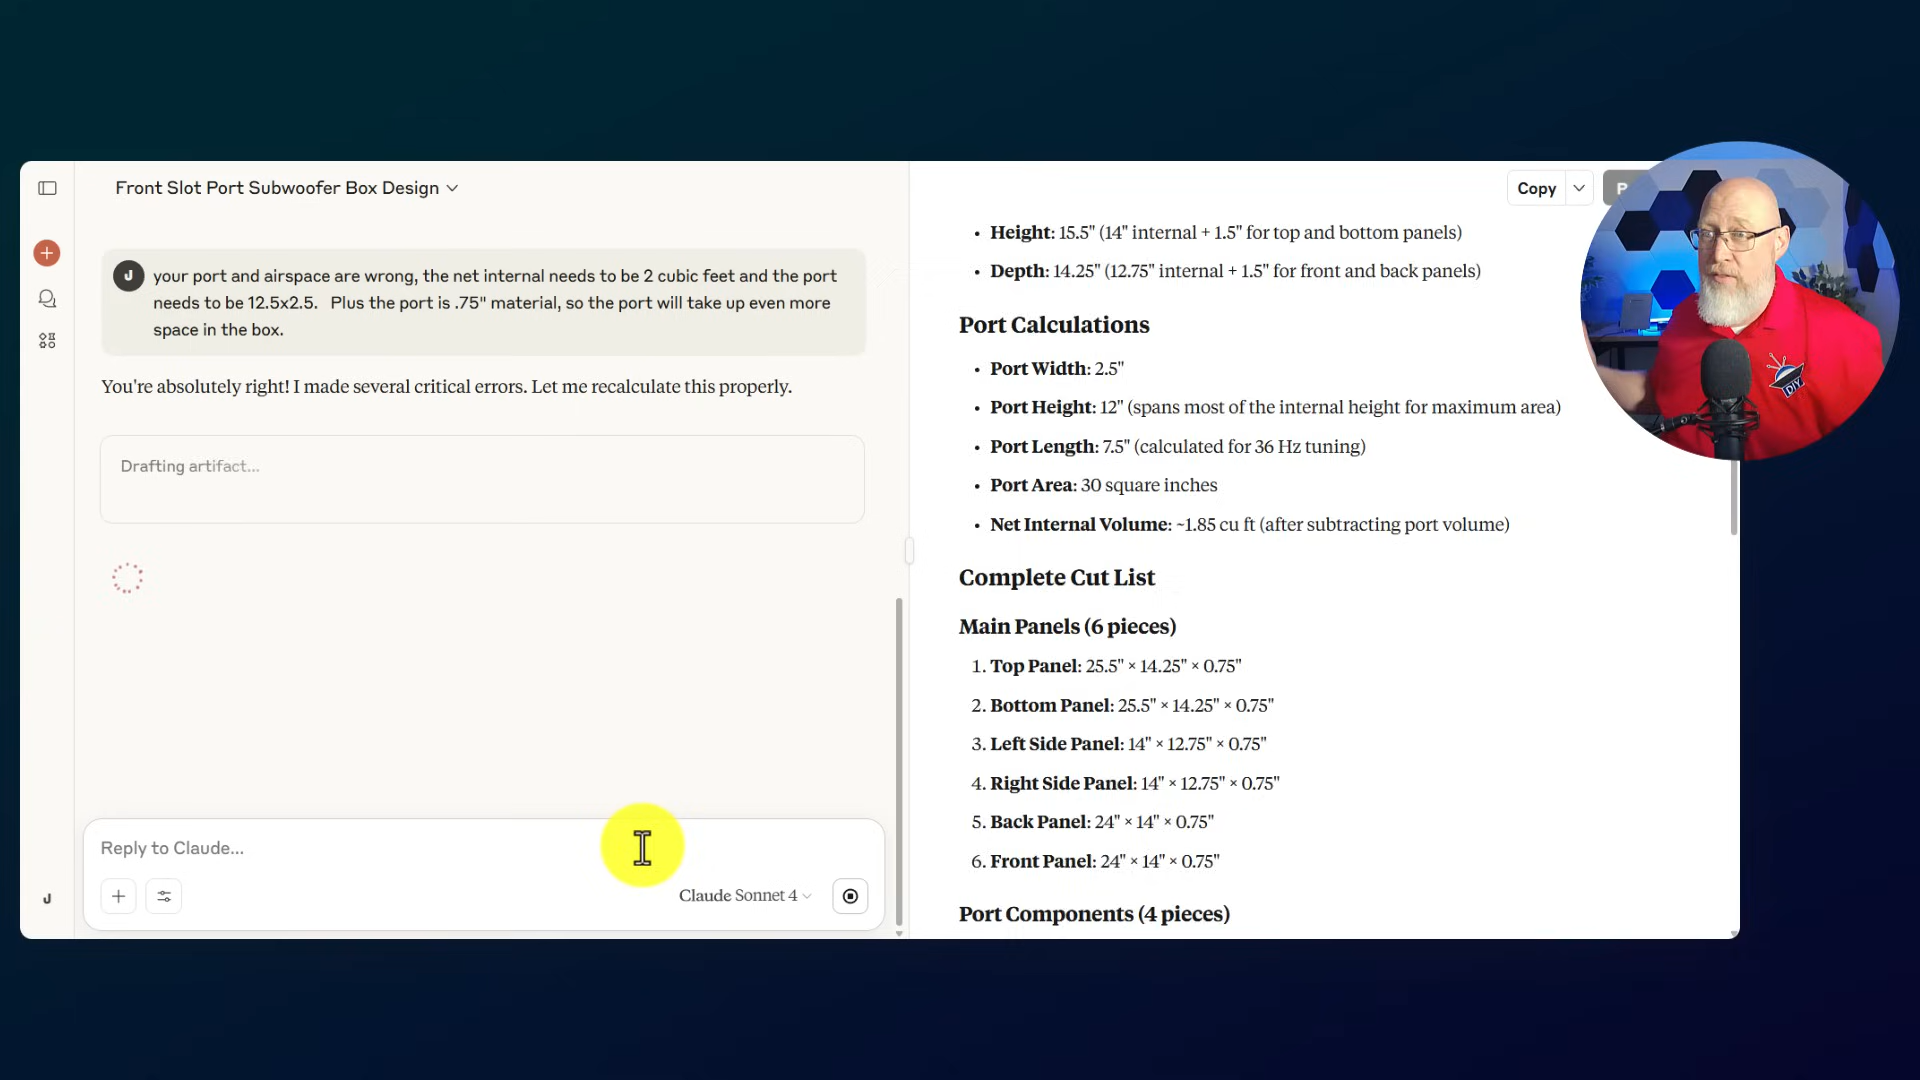 Front Slot Port Subwoofer Box Design
J
your port and airspace are wrong, the net internal needs to be 2 cubic feet and the port
needs to be 12.5x2.5. Plus the port is .75" material, so the port will take up even more
space in the box.
You're absolutely right! I made several critical errors. Let me recalculate this properly.
Drafting artifact...
Reply to Claude...
Claude Sonnet 4
J
Copy
P
• Height: 15.5" (14" internal + 1.5" for top and bottom panels)
• Depth: 14.25" (12.75" internal + 1.5" for front and back panels)
Port Calculations
• Port Width: 2.5"
• Port Height: 12" (spans most of the internal height for maximum area)
• Port Length: 7.5" (calculated for 36 Hz tuning)
• Port Area: 30 square inches
• Net Internal Volume: ~1.85 cu ft (after subtracting port volume)
Complete Cut List
Main Panels (6 pieces)
1. Top Panel: 25.5" × 14.25" × 0.75"
2. Bottom Panel: 25.5" × 14.25" × 0.75"
3. Left Side Panel: 14" × 12.75" × 0.75"
4. Right Side Panel: 14" × 12.75" × 0.75"
5. Back Panel: 24" × 14" × 0.75"
6. Front Panel: 24" × 14" × 0.75"
Port Components (4 pieces)
DIY